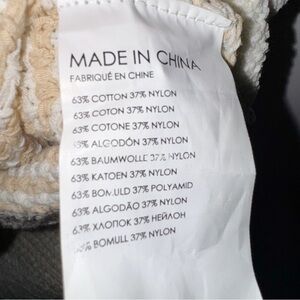 MADE IN CHINA
FABRIQUÉ EN CHINE
63% COTTON 37% NYLON
63% COTON 37% NYLON
63% COTONE 37% NYLON
63% ALGODÓN 37% NYLON
63% BAUMWOLLE 37% NYLON
63% KATOEN 37% NYLON
63% BOMULD 37% POLYAMID
63% ALGODÃO 37% NYLON
63% ХЛОПОК 37% НЕЙЛОН
63% BOMULL 37% NYLON